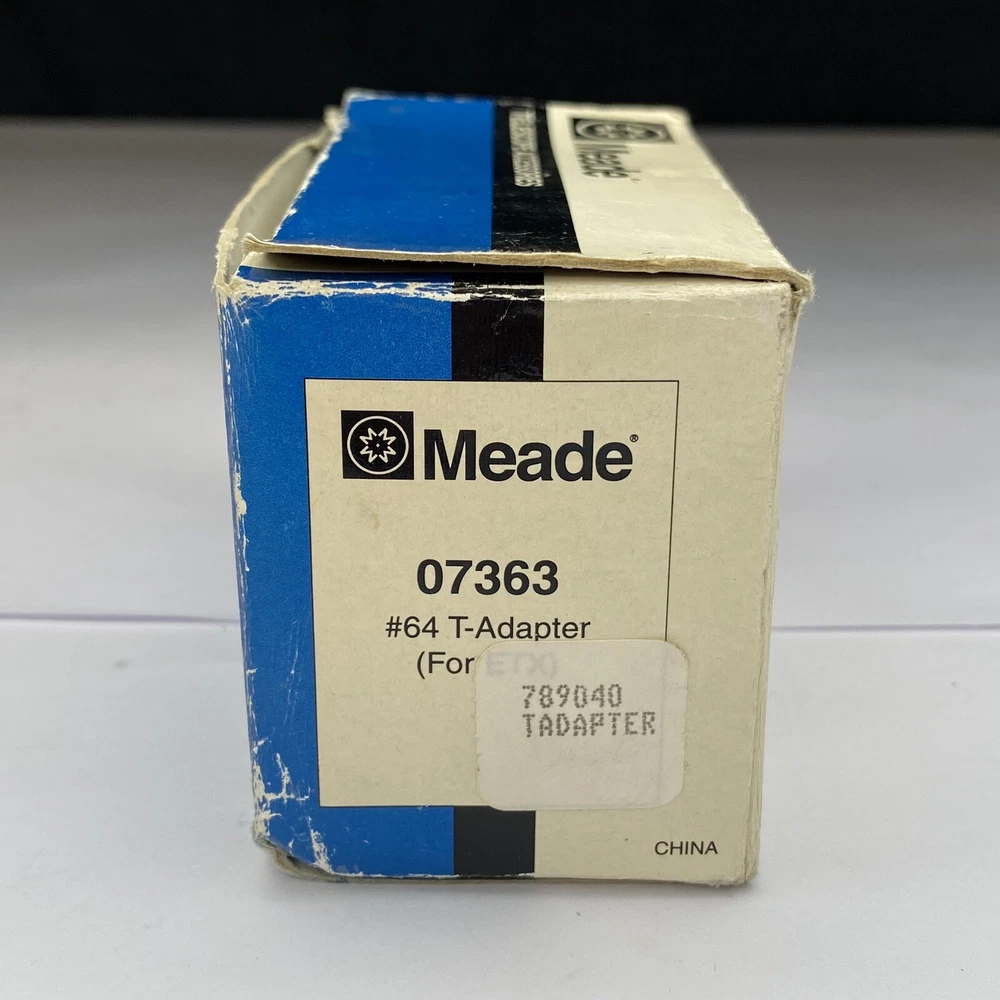 TELESCOPE ACCESSORIES
Meade
Meade®
07363
#64 T-Adapter
(For ETX)
789040
TADAPTER
CHINA